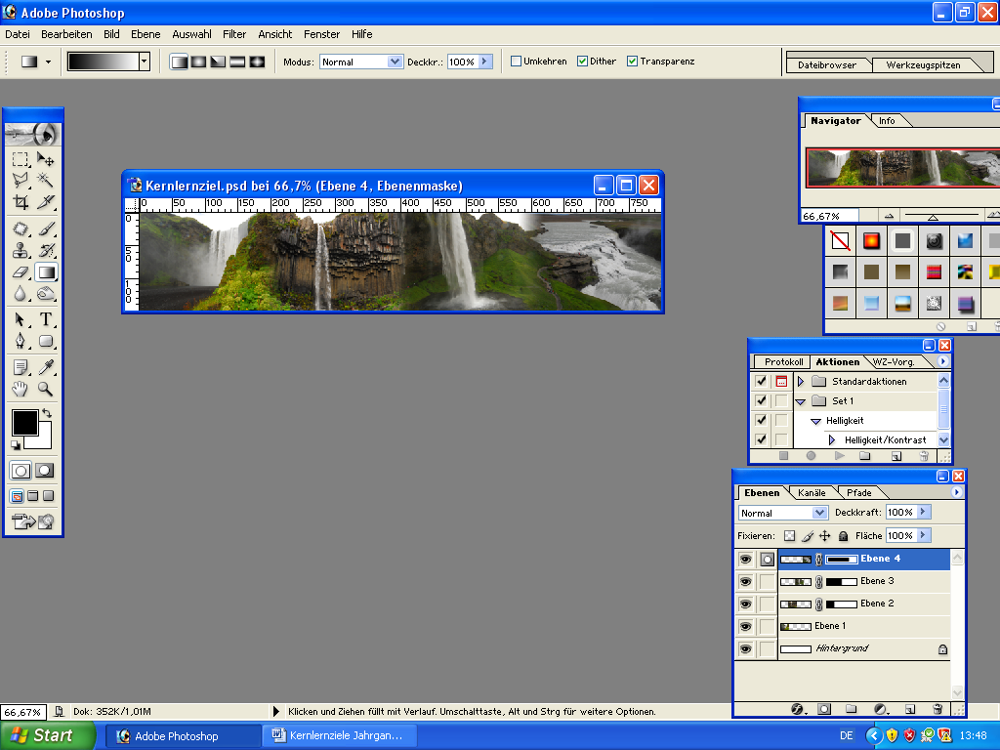 Adobe Photoshop
Datei Bearbeiten Bild Ebene Auswahl Filter Ansicht Fenster Hilfe
Modus: Normal Deckkr.: 100% Umkehren Dither Transparenz
Dateibrowser Werkzeugspitzen
Navigator Info
66,67%
Kernlernziel.psd bei 66,7% (Ebene 4, Ebenenmaske)
0 50 100 150 200 250 300 350 400 450 500 550 600 650 700 750
0
50
100
T
Protokoll Aktionen WZ-Vorg.
Standardaktionen
Set 1
Helligkeit
Helligkeit/Kontrast
Ebenen Kanäle Pfade
Normal Deckkraft: 100%
Fixieren: Fläche 100%
Ebene 4
Ebene 3
Ebene 2
Ebene 1
Hintergrund
66,67% Dok: 352K/1,01M Klicken und Ziehen füllt mit Verlauf. Umschalttaste, Alt und Strg für weitere Optionen.
Start Adobe Photoshop Kernlernziele Jahrgan... DE 13:48